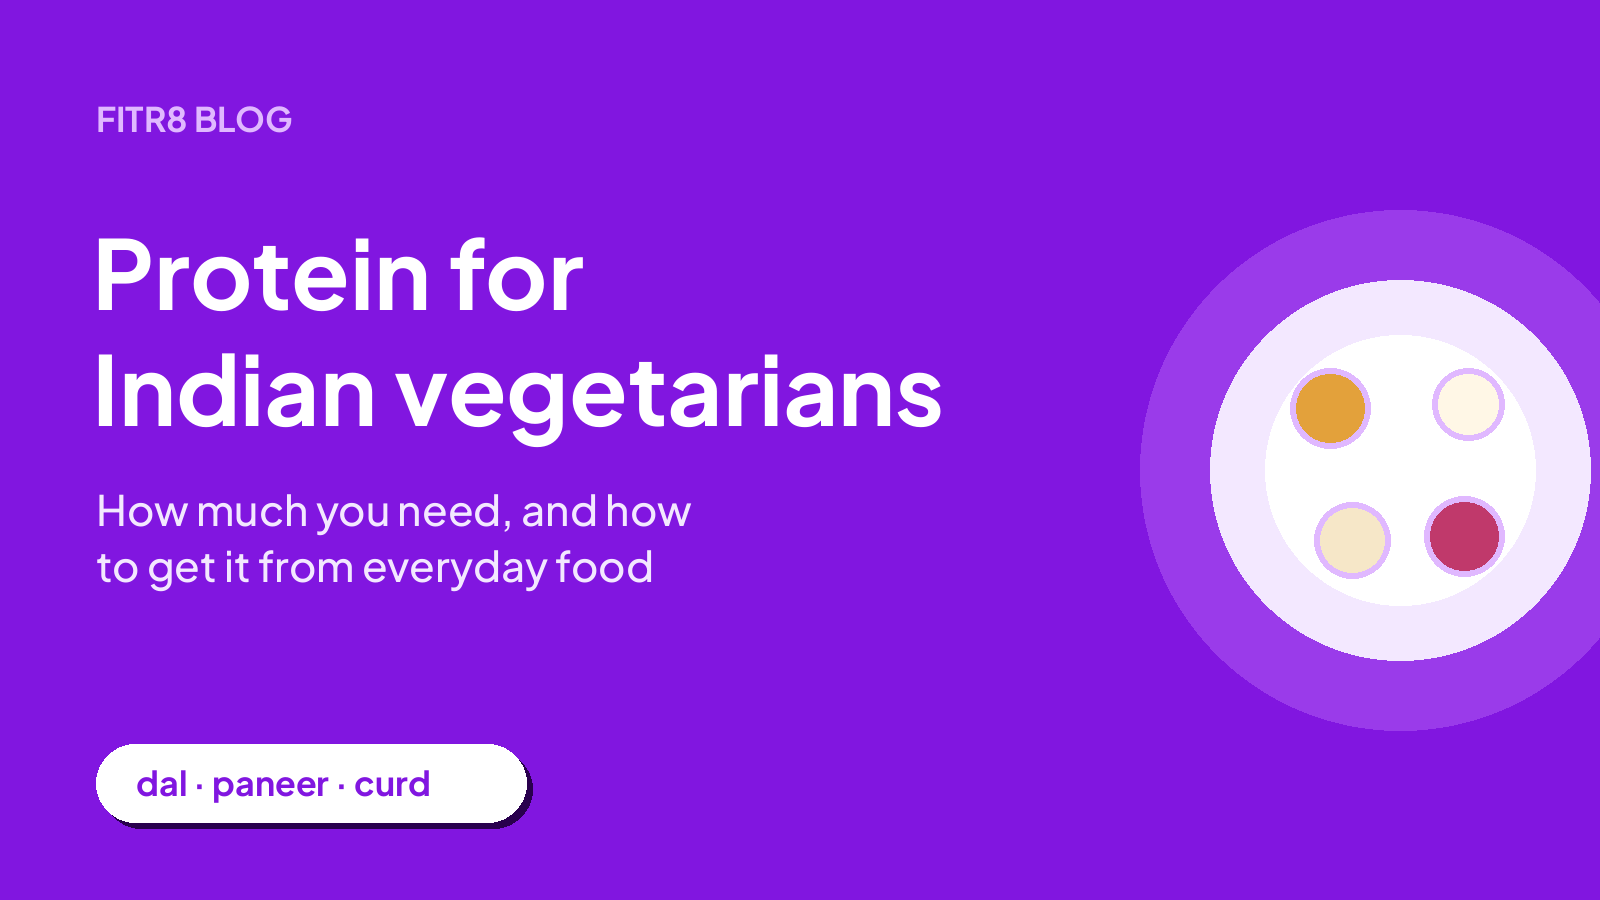 FITR8 BLOG
Protein for
Indian vegetarians
How much you need, and how
to get it from everyday food
dal · paneer · curd